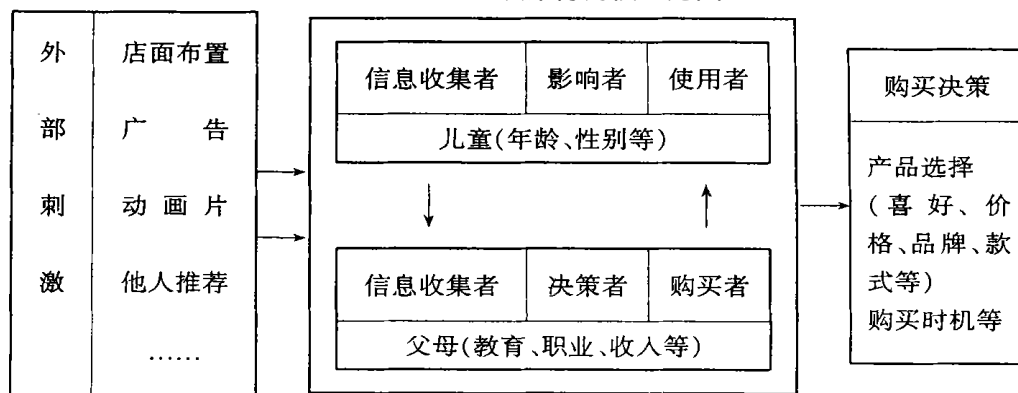 外 店面布置
部 广告
刺 动画片
激 他人推荐
……
信息收集者 影响者 使用者
儿童(年龄、性别等)
信息收集者 决策者 购买者
父母(教育、职业、收入等)
购买决策
产品选择
(喜好、价
格、品牌、款
式等)
购买时机等